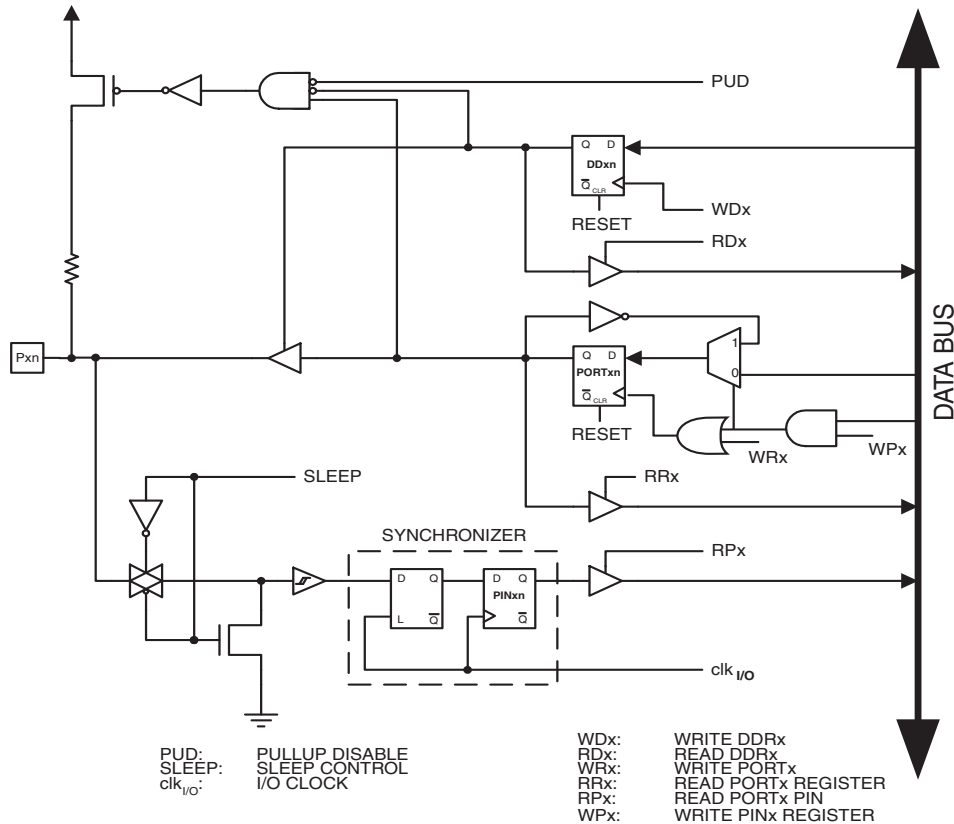 PUD
Q D
DDxn
Q CLR
WDx
RESET
RDx
1
Pxn
Q D
0
PORTxn
Q CLR
DATA BUS
RESET
WRx
WPx
SLEEP
RRx
SYNCHRONIZER
RPx
D Q
D Q
PINxn
L Q
Q
clk I/O
PUD: PULLUP DISABLE
SLEEP: SLEEP CONTROL
clkI/O: I/O CLOCK
WDx: WRITE DDRx
RDx: READ DDRx
WRx: WRITE PORTx
RRx: READ PORTx REGISTER
RPx: READ PORTx PIN
WPx: WRITE PINx REGISTER